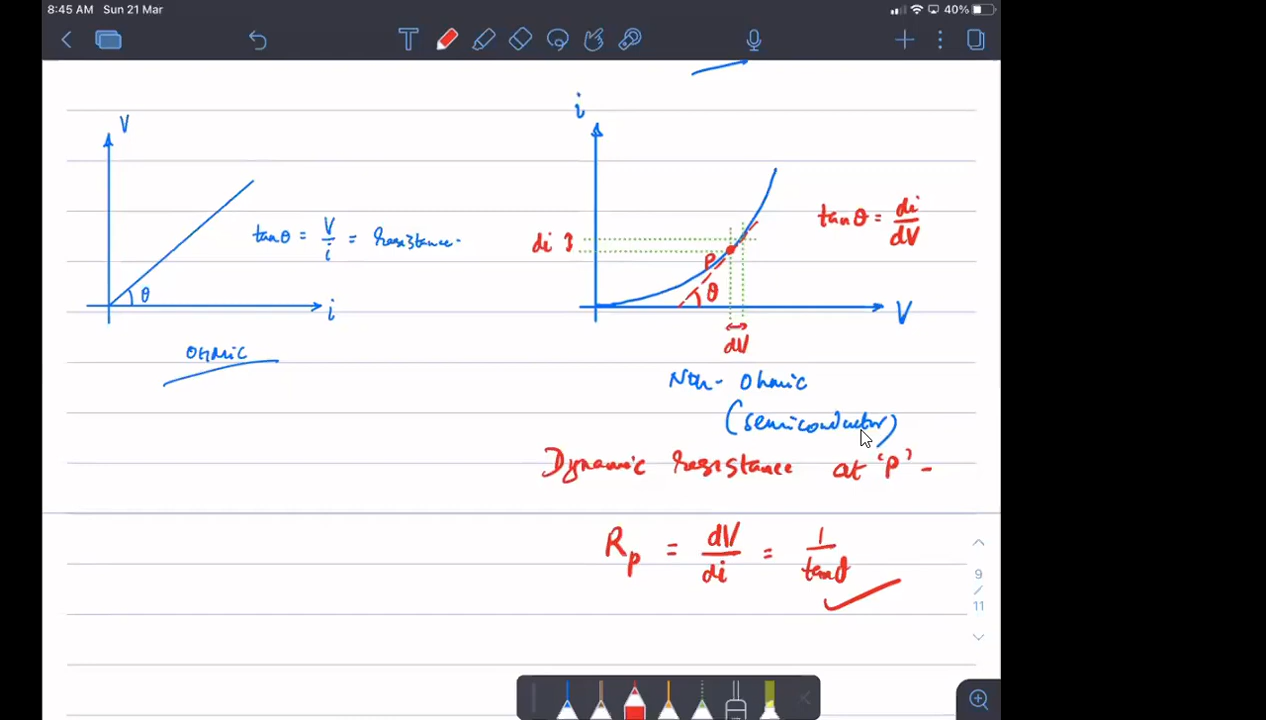 8:45 AM Sun 21 Mar
40%
T
V
tanθ = V/i = Resistance.
θ
i
OHMIC
i
di
P
θ
dV
V
tanθ = di/dV
Non- Ohmic
(semiconductor)
Dynamic Resistance at 'P' -
Rp = dV/di = 1/tanθ
9
/
11